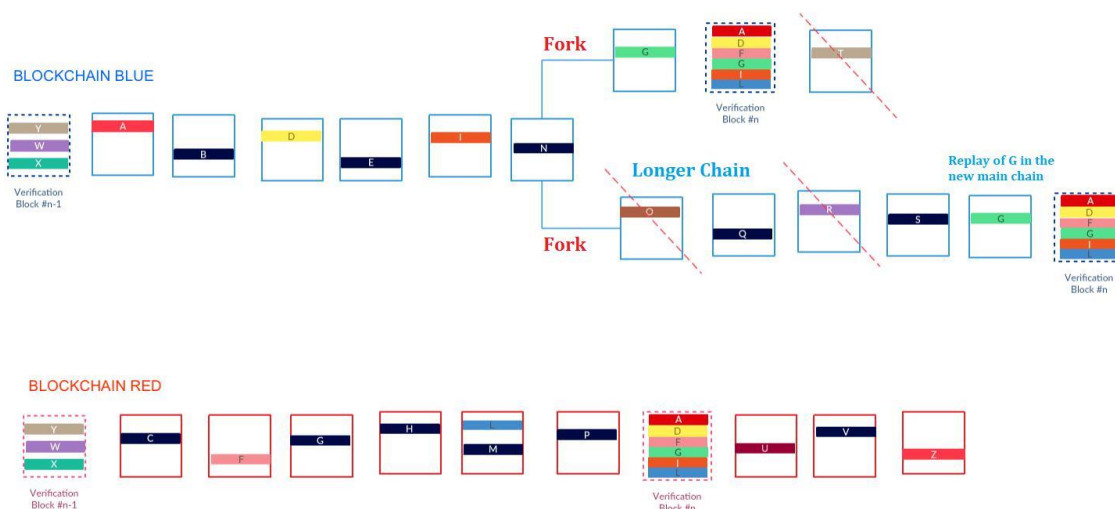 Fork
G
A
D
F
G
I
L
Verification
Block #n
T
BLOCKCHAIN BLUE
Y
W
X
Verification
Block #n-1
A
B
D
E
I
N
Longer Chain
Replay of G in the
new main chain
Fork
O
Q
R
S
G
A
D
F
G
I
L
Verification
Block #n
BLOCKCHAIN RED
Y
W
X
Verification
Block #n-1
C
F
G
H
L
M
P
A
D
F
G
I
L
Verification
Block #n
U
V
Z